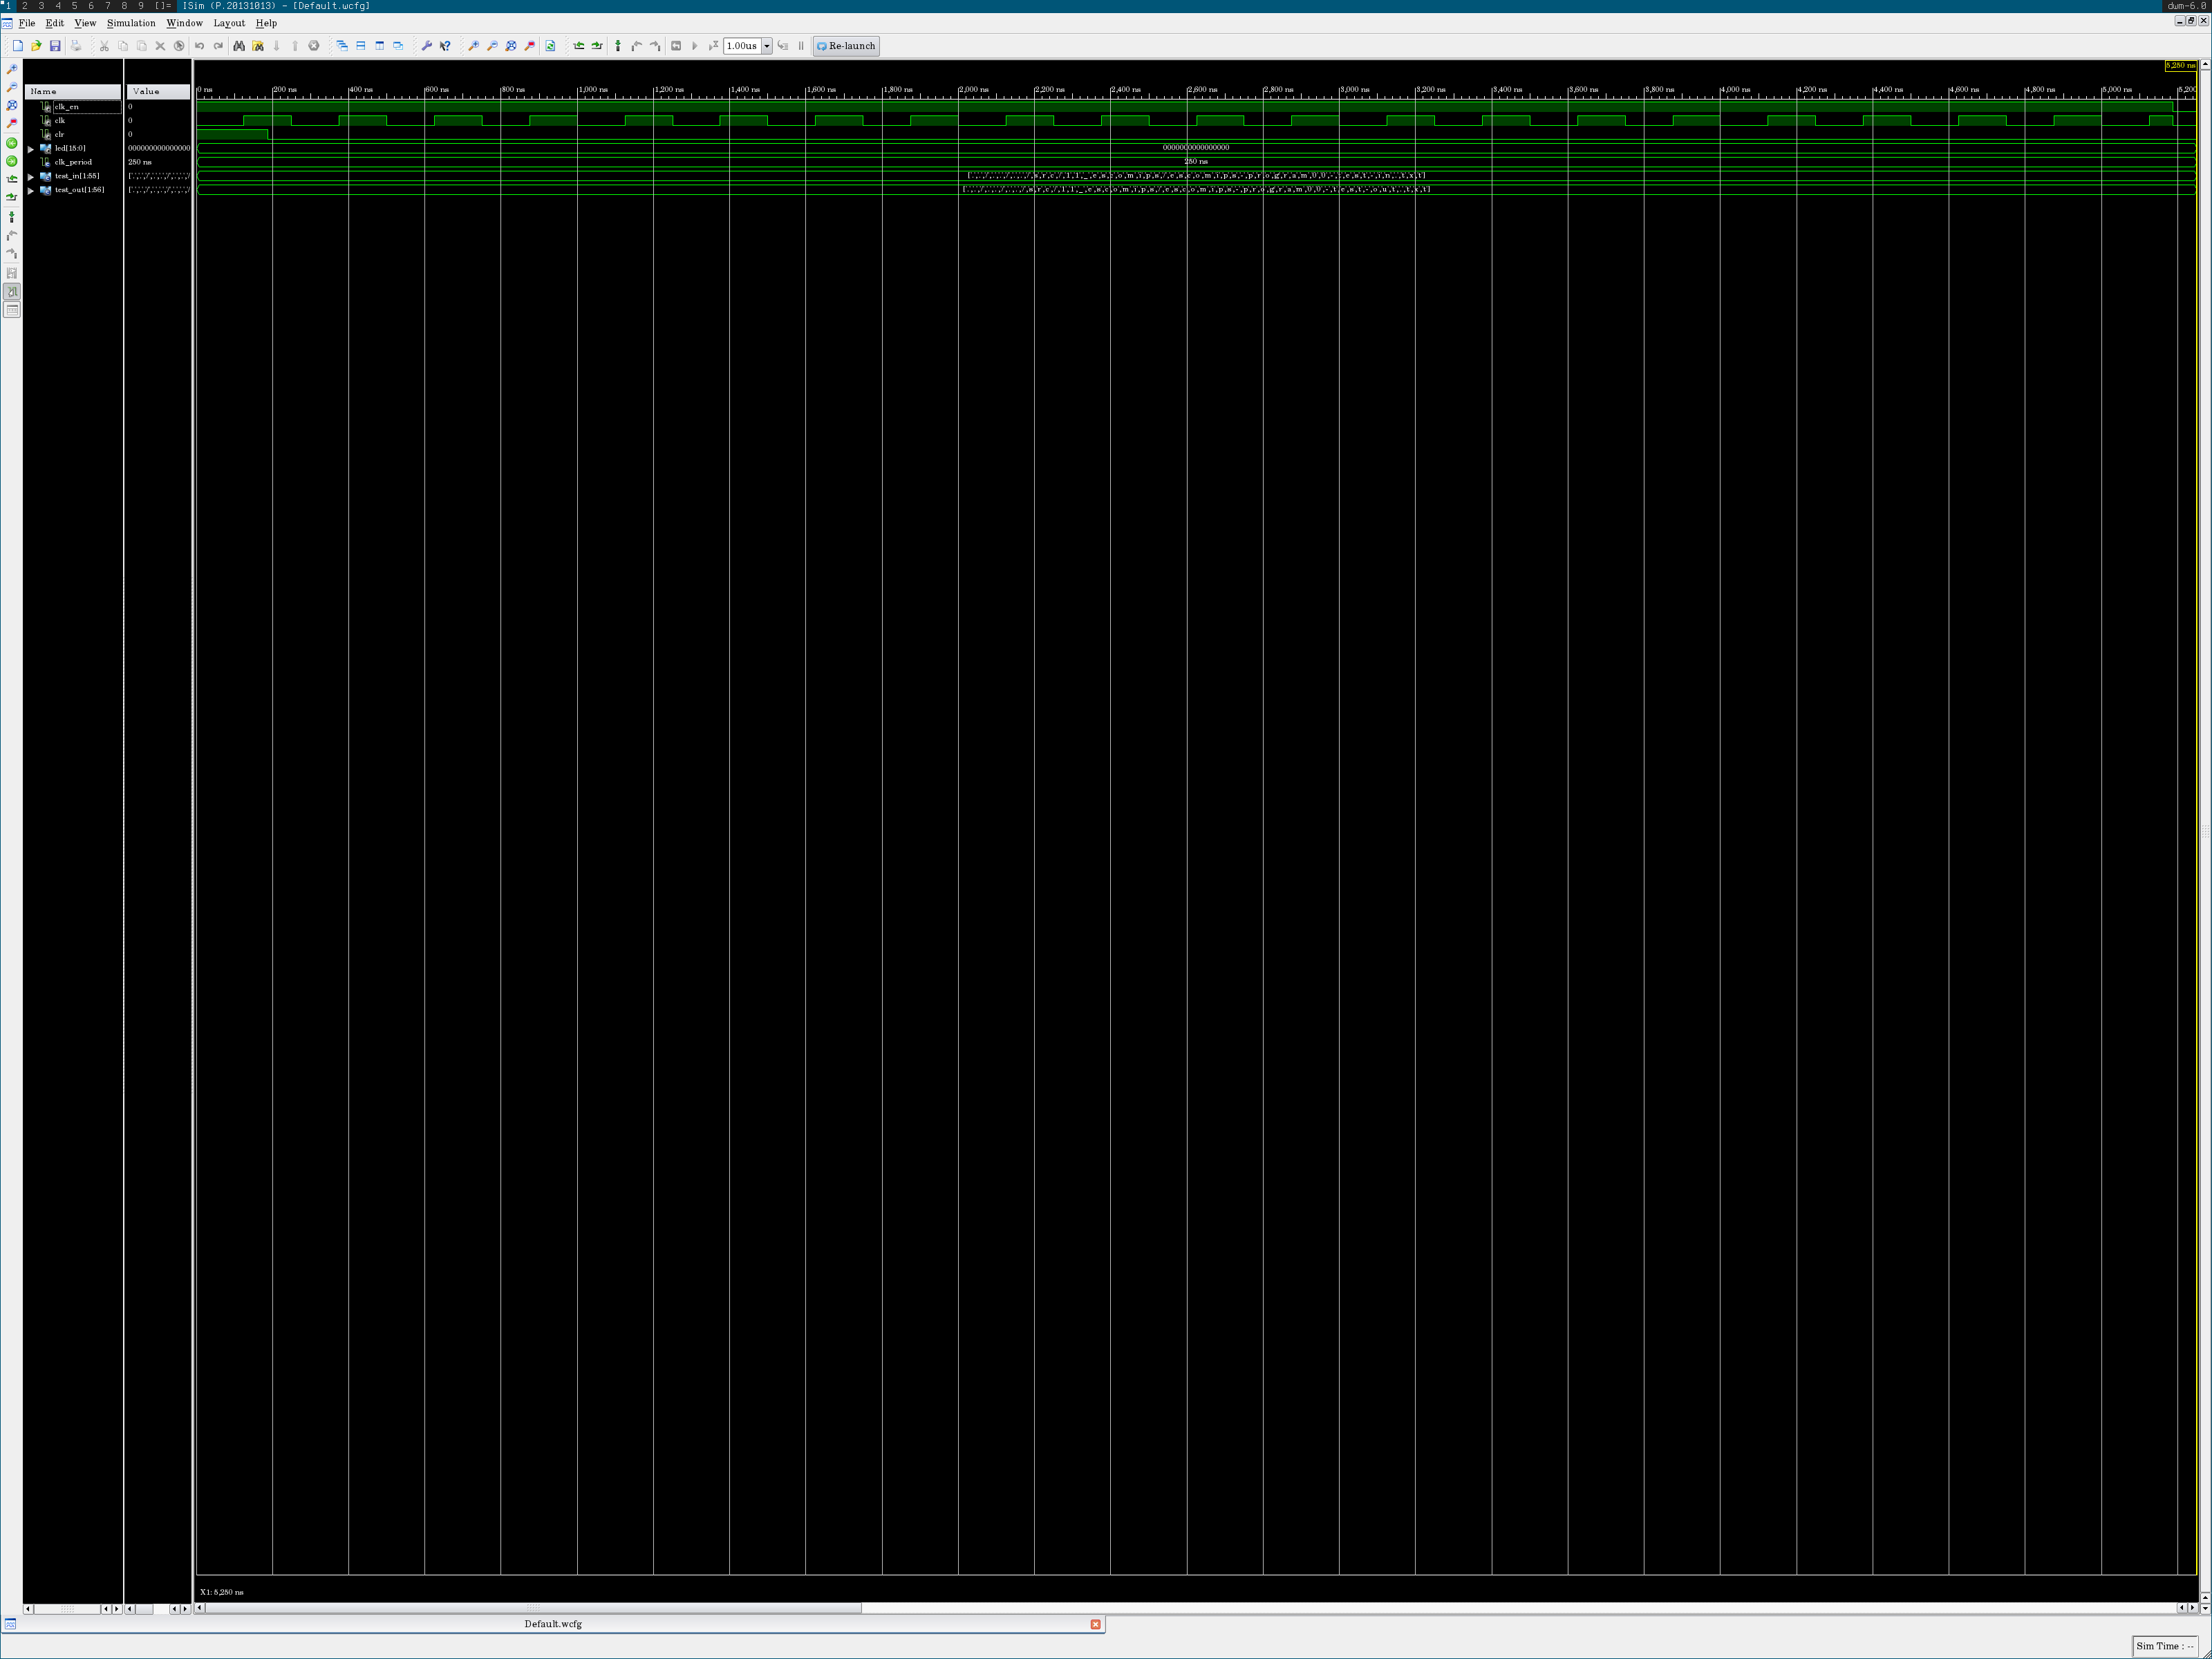 1 2 3 4 5 6 7 8 9 []= ISim (P.20131013) - [Default.wcfg] dwm-6.0
File Edit View Simulation Window Layout Help
1.00us Re-launch
5,250 ns
Name Value
0 ns 200 ns 400 ns 600 ns 800 ns 1,000 ns 1,200 ns 1,400 ns 1,600 ns 1,800 ns 2,000 ns 2,200 ns 2,400 ns 2,600 ns 2,800 ns 3,000 ns 3,200 ns 3,400 ns 3,600 ns 3,800 ns 4,000 ns 4,200 ns 4,400 ns 4,600 ns 4,800 ns 5,000 ns 5,200
clk_en 0
clk 0
clr 0
led[15:0] 000000000000000 0000000000000000
clk_period 250 ns 250 ns
test_in[1:55]
test_out[1:56]
X1: 5,250 ns
Default.wcfg
Sim Time : --